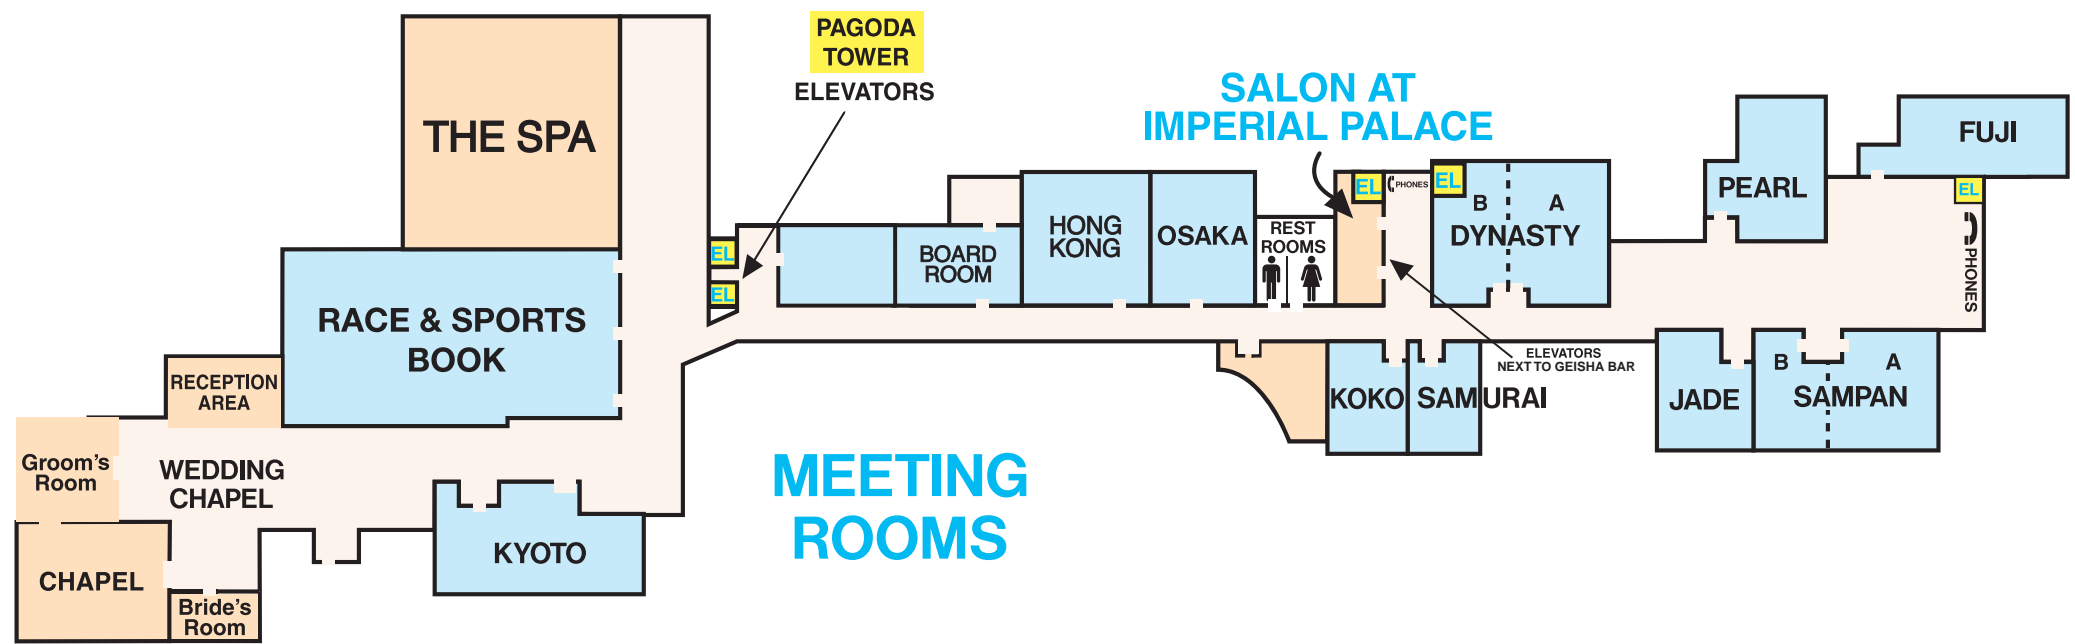 PAGODA
TOWER
ELEVATORS
THE SPA
SALON AT
IMPERIAL PALACE
EL
PHONES
EL
B
A
DYNASTY
PEARL
FUJI
EL
PHONES
EL
EL
BOARD
ROOM
HONG
KONG
OSAKA
REST
ROOMS
RACE & SPORTS
BOOK
RECEPTION
AREA
ELEVATORS
NEXT TO GEISHA BAR
KOKO
SAMURAI
JADE
B
A
SAMPAN
Groom's
Room
WEDDING
CHAPEL
MEETING
ROOMS
KYOTO
CHAPEL
Bride's
Room